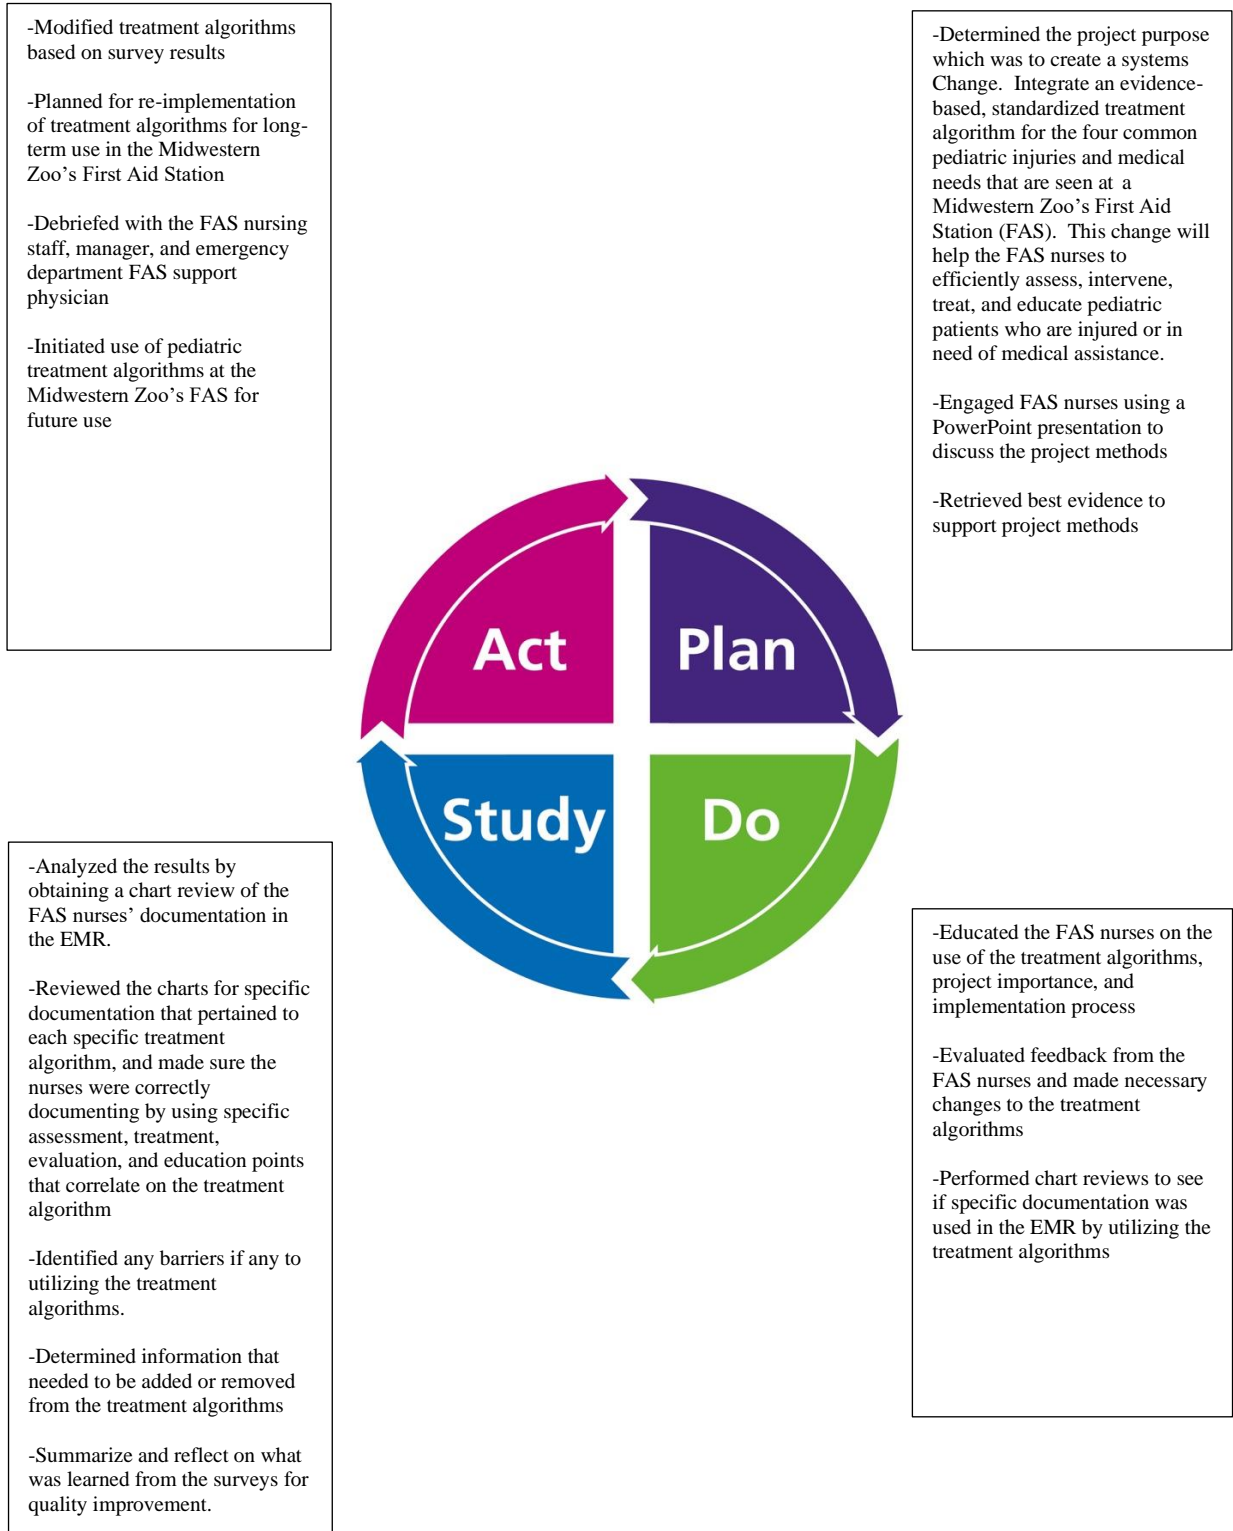 -Modified treatment algorithms
based on survey results
-Planned for re-implementation
of treatment algorithms for long-
term use in the Midwestern
Zoo’s First Aid Station
-Debriefed with the FAS nursing
staff, manager, and emergency
department FAS support
physician
-Initiated use of pediatric
treatment algorithms at the
Midwestern Zoo’s FAS for
future use
-Determined the project purpose
which was to create a systems
Change.  Integrate an evidence-
based, standardized treatment
algorithm for the four common
pediatric injuries and medical
needs that are seen at a
Midwestern Zoo’s First Aid
Station (FAS).  This change will
help the FAS nurses to
efficiently assess, intervene,
treat, and educate pediatric
patients who are injured or in
need of medical assistance.
-Engaged FAS nurses using a
PowerPoint presentation to
discuss the project methods
-Retrieved best evidence to
support project methods
Act
Plan
Study
Do
-Analyzed the results by
obtaining a chart review of the
FAS nurses’ documentation in
the EMR.
-Reviewed the charts for specific
documentation that pertained to
each specific treatment
algorithm, and made sure the
nurses were correctly
documenting by using specific
assessment, treatment,
evaluation, and education points
that correlate on the treatment
algorithm
-Identified any barriers if any to
utilizing the treatment
algorithms.
-Determined information that
needed to be added or removed
from the treatment algorithms
-Summarize and reflect on what
was learned from the surveys for
quality improvement.
-Educated the FAS nurses on the
use of the treatment algorithms,
project importance, and
implementation process
-Evaluated feedback from the
FAS nurses and made necessary
changes to the treatment
algorithms
-Performed chart reviews to see
if specific documentation was
used in the EMR by utilizing the
treatment algorithms